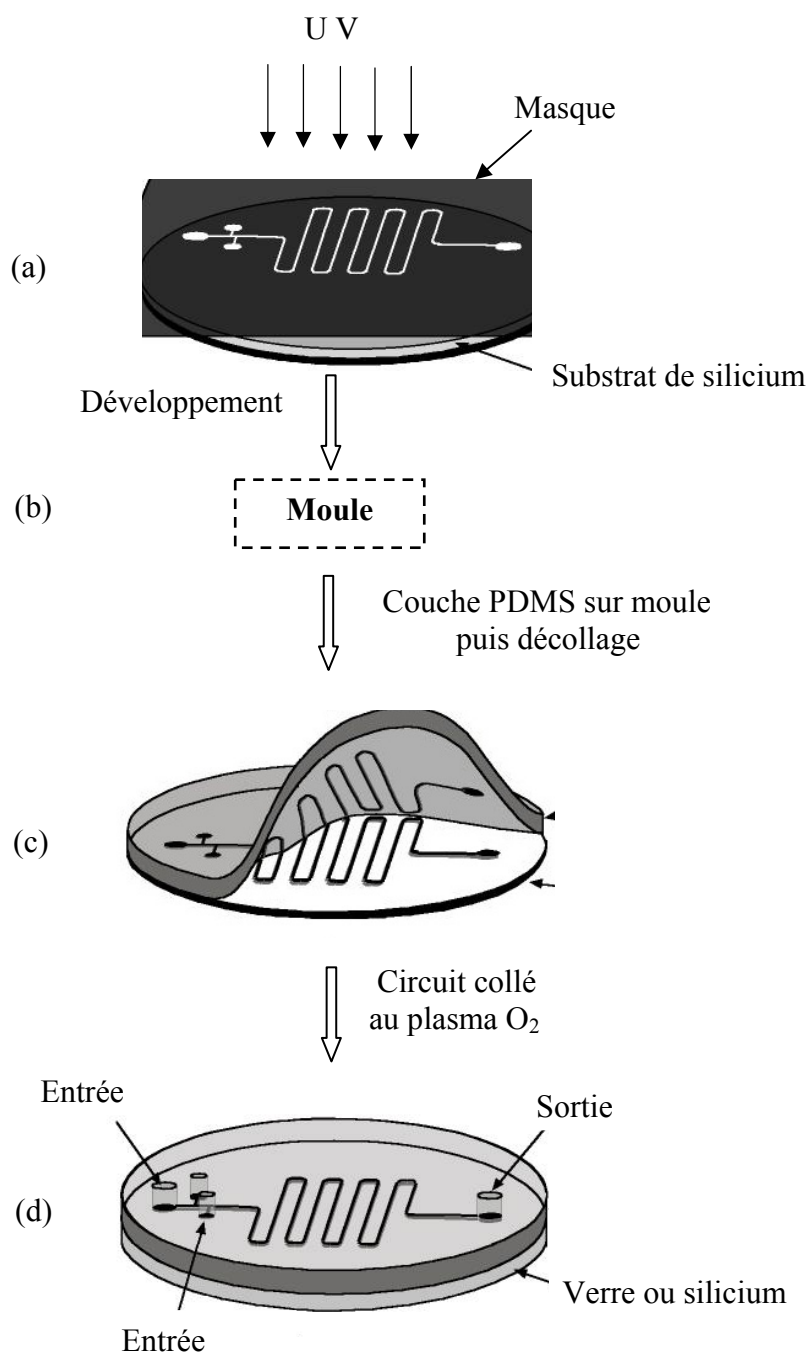 U V
Masque
(a)
Substrat de silicium
Développement
(b)
Moule
Couche PDMS sur moule
puis décollage
(c)
Circuit collé
au plasma O₂
Entrée
Sortie
(d)
Verre ou silicium
Entrée